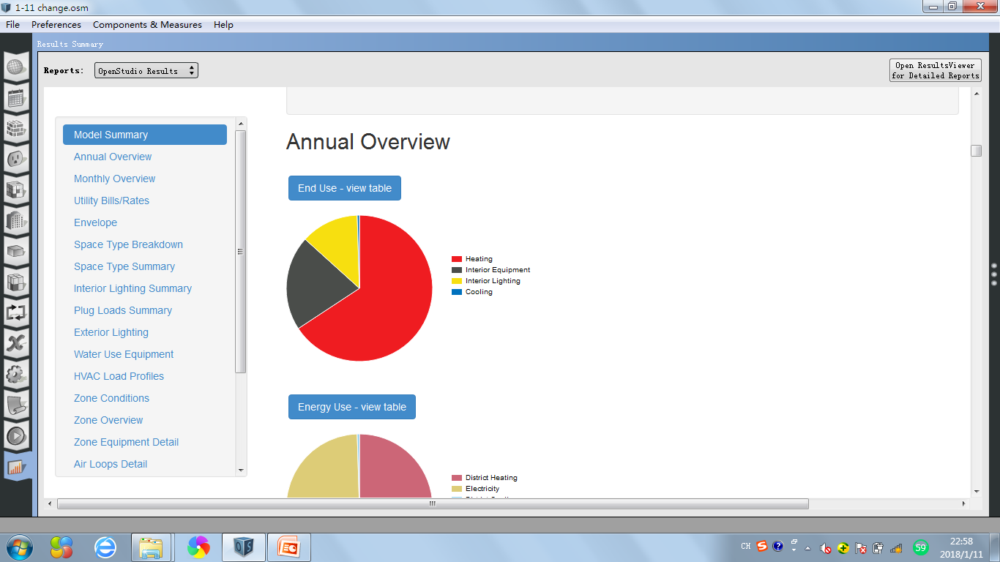 1-11 change.osm
File Preferences Components & Measures Help
Results Summary
Reports: OpenStudio Results
Open ResultsViewer
for Detailed Reports
Model Summary
Annual Overview
Monthly Overview
Utility Bills/Rates
Envelope
Space Type Breakdown
Space Type Summary
Interior Lighting Summary
Plug Loads Summary
Exterior Lighting
Water Use Equipment
HVAC Load Profiles
Zone Conditions
Zone Overview
Zone Equipment Detail
Air Loops Detail
Annual Overview
End Use - view table
Heating
Interior Equipment
Interior Lighting
Cooling
Energy Use - view table
District Heating
Electricity
CH
59
22:58
2018/1/11